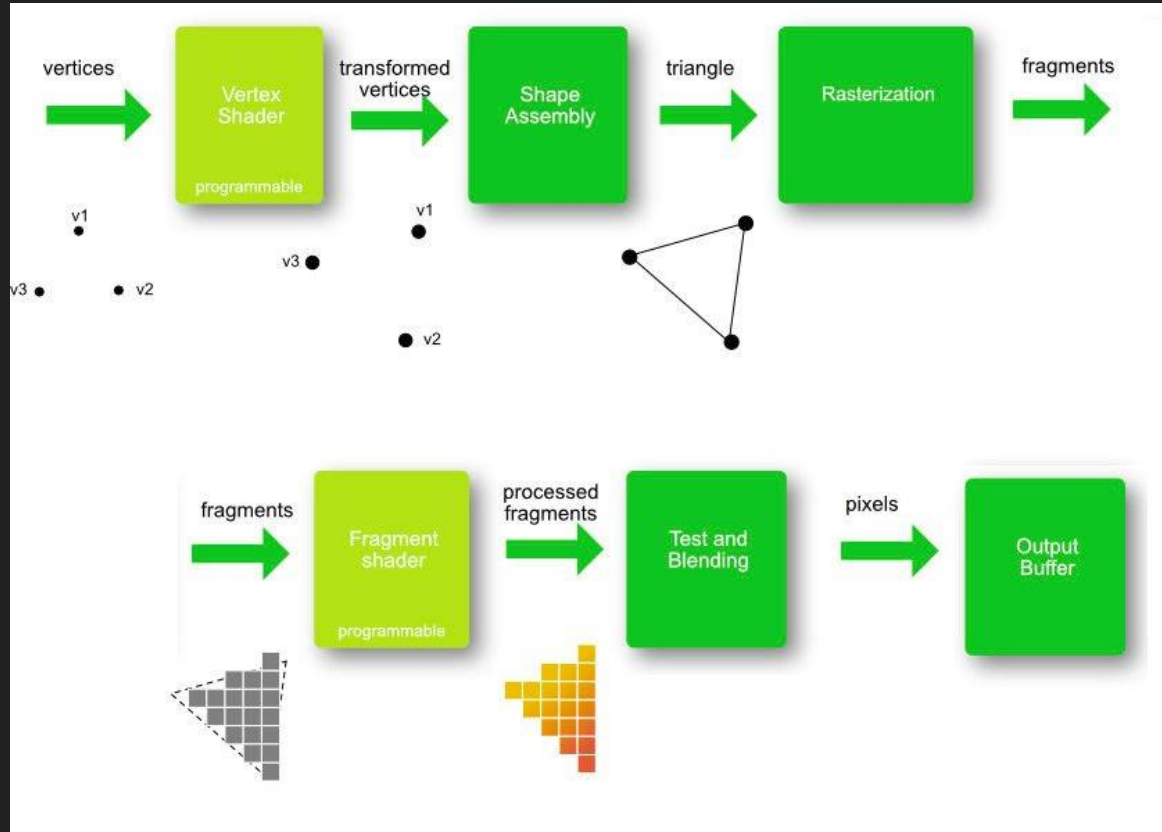 vertices
Vertex
Shader
programmable
transformed
vertices
Shape
Assembly
triangle
Rasterization
fragments
v1
v3
v2
v1
v3
v2
fragments
Fragment
shader
programmable
processed
fragments
Test and
Blending
pixels
Output
Buffer